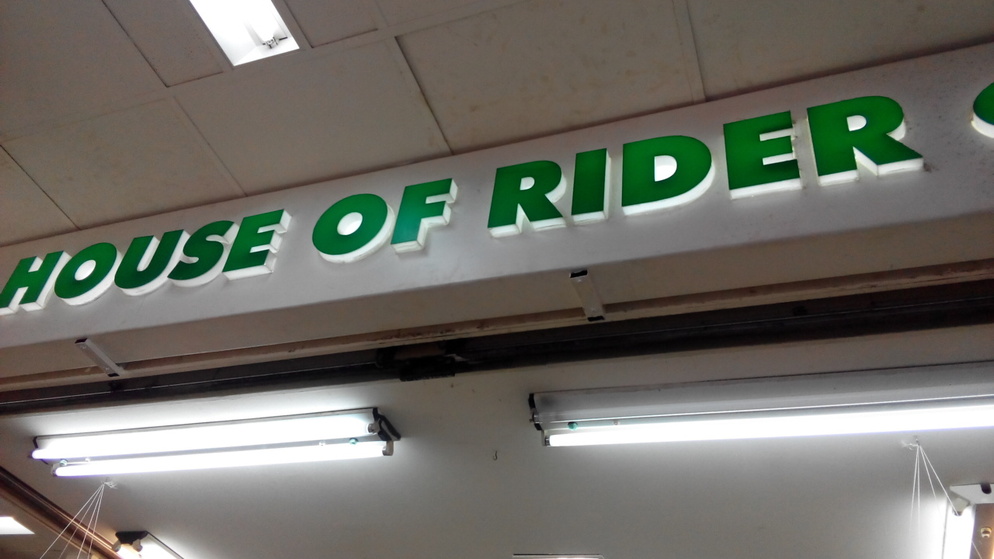 HOUSE OF RIDER